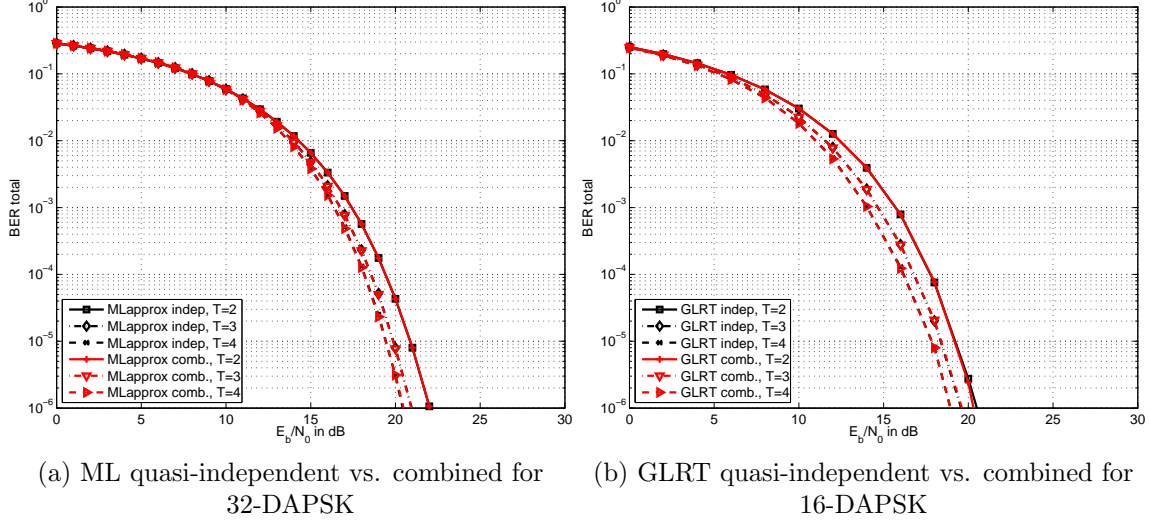 10^0
10^-1
10^-2
10^-3
10^-4
10^-5
10^-6
BER total
0 5 10 15 20 25 30
E_b/N_0 in dB
MLapprox indep, T=2
MLapprox indep, T=3
MLapprox indep, T=4
MLapprox comb., T=2
MLapprox comb., T=3
MLapprox comb., T=4
(a) ML quasi-independent vs. combined for
32-DAPSK
10^0
10^-1
10^-2
10^-3
10^-4
10^-5
10^-6
BER total
0 5 10 15 20 25 30
E_b/N_0 in dB
GLRT indep, T=2
GLRT indep, T=3
GLRT indep, T=4
GLRT comb., T=2
GLRT comb., T=3
GLRT comb., T=4
(b) GLRT quasi-independent vs. combined for
16-DAPSK